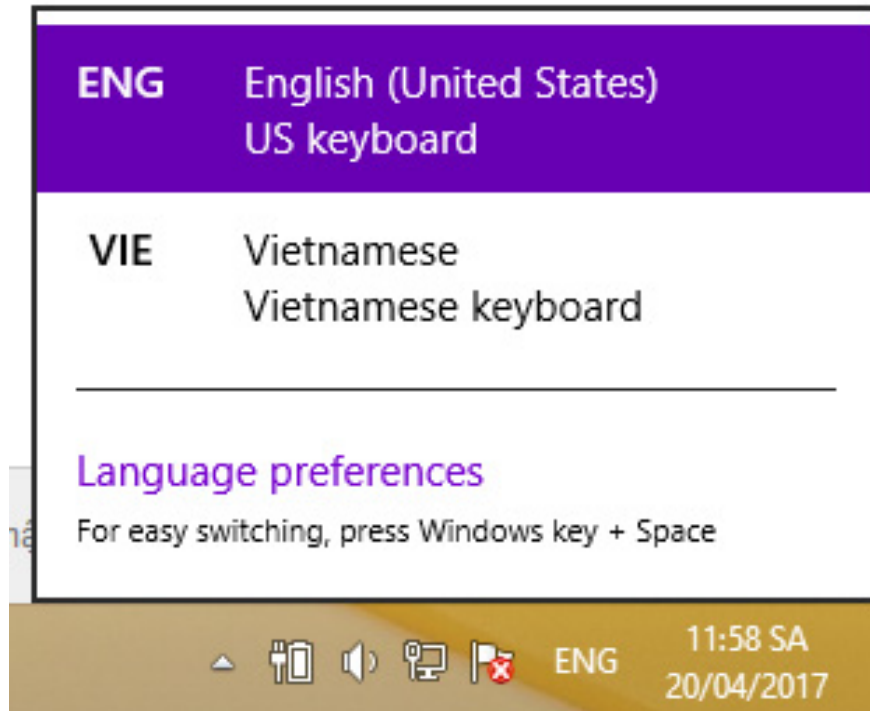 ENG English (United States)
US keyboard
VIE Vietnamese
Vietnamese keyboard
Language preferences
For easy switching, press Windows key + Space
ENG 11:58 SA
20/04/2017